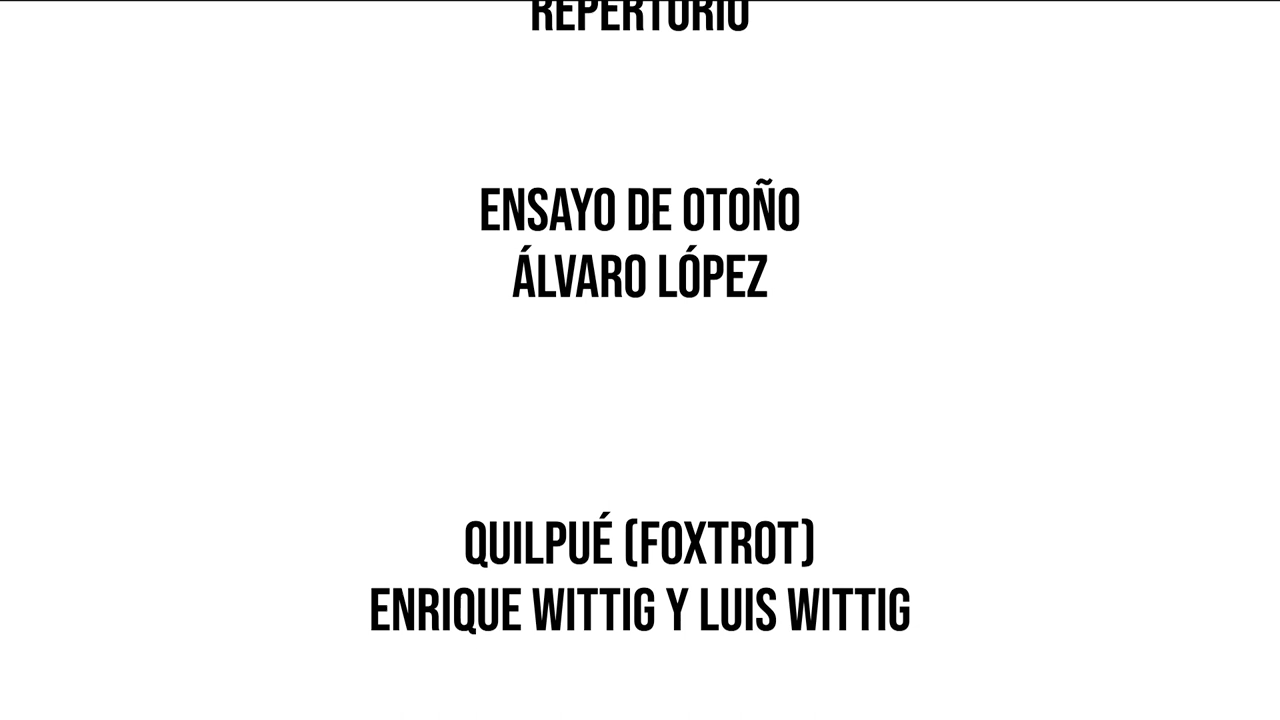 REPERTORIO
ENSAYO DE OTOÑO
ÁLVARO LÓPEZ
QUILPUÉ (FOXTROT)
ENRIQUE WITTIG Y LUIS WITTIG